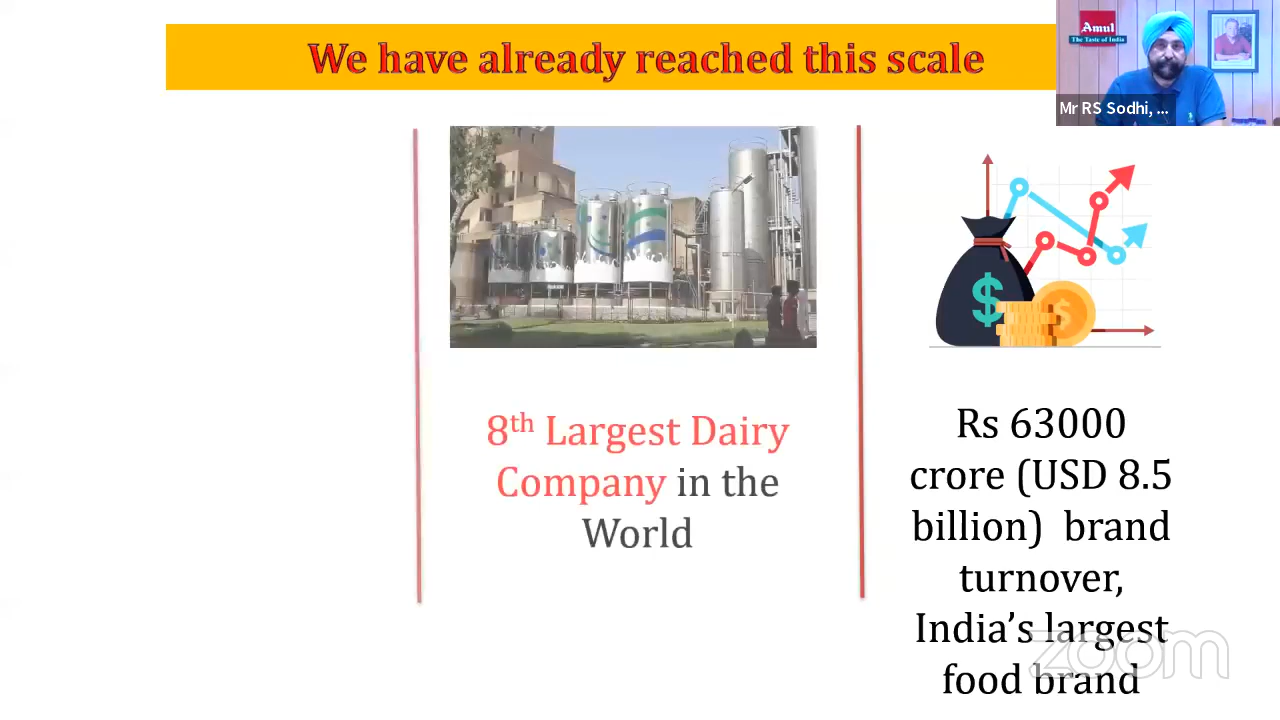 We have already reached this scale
Amul
The Taste of India
Mr RS Sodhi, ...
8th Largest Dairy
Company in the
World
Rs 63000
crore (USD 8.5
billion) brand
turnover,
India's largest
food brand
zoom